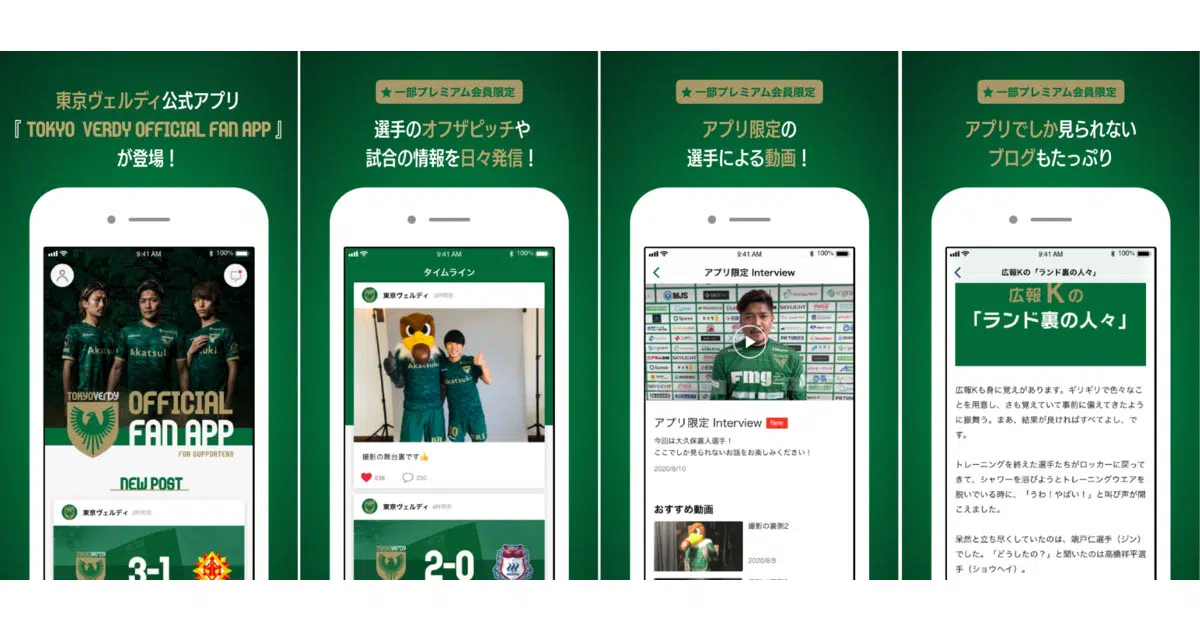 東京ヴェルディ公式アプリ
『 TOKYO VERDY OFFICIAL FAN APP 』
が登場！
9:41 AM
100%
Akatsuki
Akatsuki
TOKYO VERDY
OFFICIAL
FAN APP
FOR SUPPORTERS
NEW POST
東京ヴェルディ
TOKYO VERDY
3-1
★一部プレミアム会員限定
選手のオフザピッチや
試合の情報を日々発信！
9:41 AM
100%
タイムライン
東京ヴェルディ
Akatsuki
撮影の舞台裏です👍
220
東京ヴェルディ
TOKYO VERDY
2-0
★一部プレミアム会員限定
アプリ限定の
選手による動画！
9:41 AM
100%
アプリ限定 Interview
MJS
SKYLIGHT
PR TIMES
fmg
アプリ限定 Interview New
今回は大久保嘉人選手！
ここでしか見られないお話をお楽しみください！
2020/8/10
おすすめ動画
撮影の裏側2
2020/8/8
★一部プレミアム会員限定
アプリでしか見られない
ブログもたっぷり
9:41 AM
100%
広報Kの「ランド裏の人々」
広報Kの
「ランド裏の人々」
広報Kも身に覚えがあります。ギリギリで色々なこ
とを用意し、さも覚えていて事前に備えてきたよう
に振舞う。まあ、結果が良ければすべてよし、で
す。
トレーニングを終えた選手たちがロッカーに戻って
きて、シャワーを浴びようとトレーニングウエアを
脱いでいる時に、「うわ！やばい！」と叫び声が聞
こえました。
呆然と立ち尽くしていたのは、端戸仁選手（ジン）
でした。「どうしたの？」と聞いたのは高橋祥平選
手（ショウヘイ）。